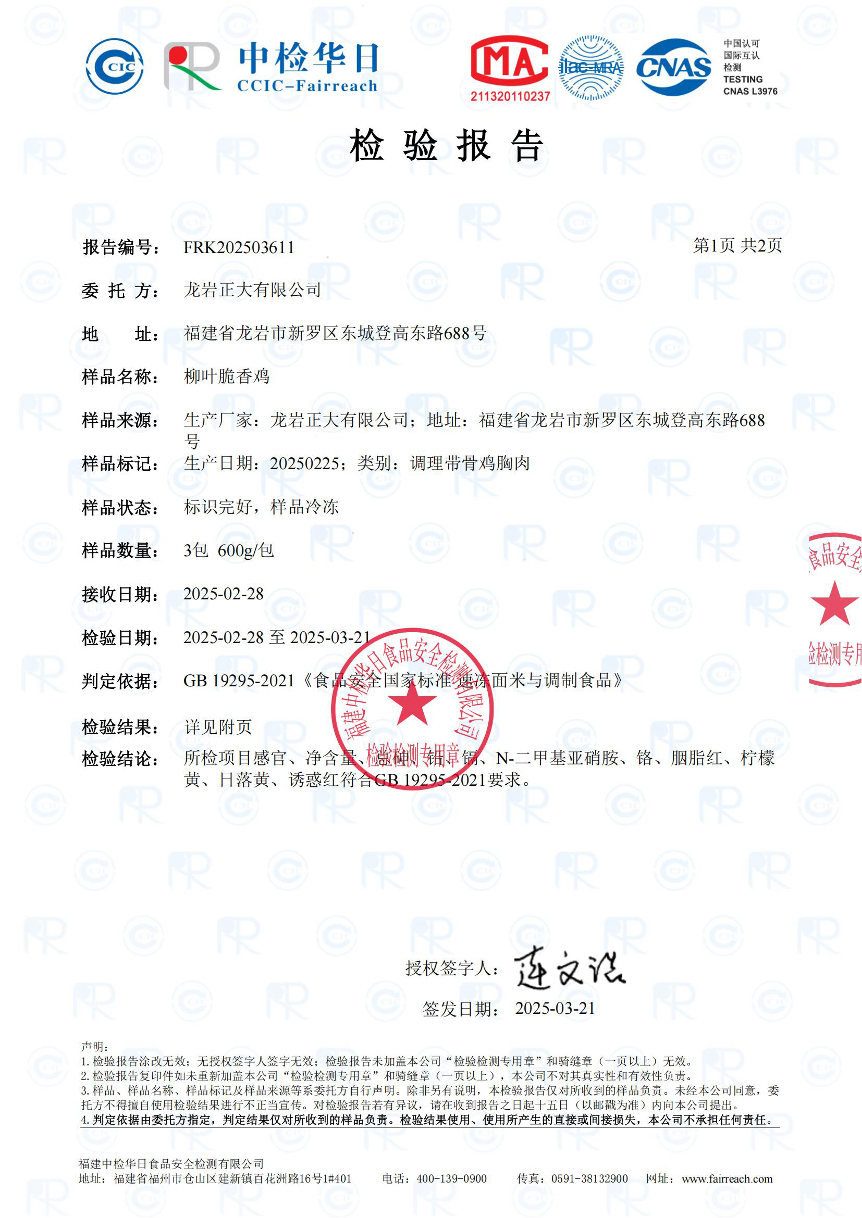 CCIC
中检华日
CCIC-Fairreach
MA
211320110237
ilac-MRA
CNAS
中国认可
国际互认
检测
TESTING
CNAS L3976
检验报告
报告编号： FRK202503611
第1页 共2页
委托方： 龙岩正大有限公司
地址： 福建省龙岩市新罗区东城登高东路688号
样品名称： 柳叶脆香鸡
样品来源： 生产厂家：龙岩正大有限公司；地址：福建省龙岩市新罗区东城登高东路688
号
样品标记： 生产日期：20250225；类别：调理带骨鸡胸肉
样品状态： 标识完好，样品冷冻
样品数量： 3包 600g/包
接收日期： 2025-02-28
检验日期： 2025-02-28 至 2025-03-21
判定依据： GB 19295-2021《食品安全国家标准 速冻面米与调制食品》
检验结果： 详见附页
检验结论： 所检项目感官、净含量、总砷、铅、镉、N-二甲基亚硝胺、铬、胭脂红、柠檬
黄、日落黄、诱惑红符合GB 19295-2021要求。
福建中检华日食品安全检测有限公司
检验检测专用章
食品安全
检验检测专用
授权签字人： 连文浩
签发日期： 2025-03-21
声明：
1.检验报告涂改无效；无授权签字人签字无效；检验报告未加盖本公司“检验检测专用章”和骑缝章（一页以上）无效。
2.检验报告复印件如未重新加盖本公司“检验检测专用章”和骑缝章（一页以上），本公司不对其真实性和有效性负责。
3.样品、样品名称、样品标记及样品来源等系委托方自行声明。除非另有说明，本检验报告仅对所收到的样品负责。未经本公司同意，委
托方不得擅自使用检验结果进行不正当宣传。对检验报告若有异议，请在收到报告之日起十五日（以邮戳为准）内向本公司提出。
4.判定依据由委托方指定，判定结果仅对所收到的样品负责。检验结果使用、使用所产生的直接或间接损失，本公司不承担任何责任。
福建中检华日食品安全检测有限公司
地址：福建省福州市仓山区建新镇百花洲路16号1#401 电话：400-139-0900 传真：0591-38132900 网址：www.fairreach.com